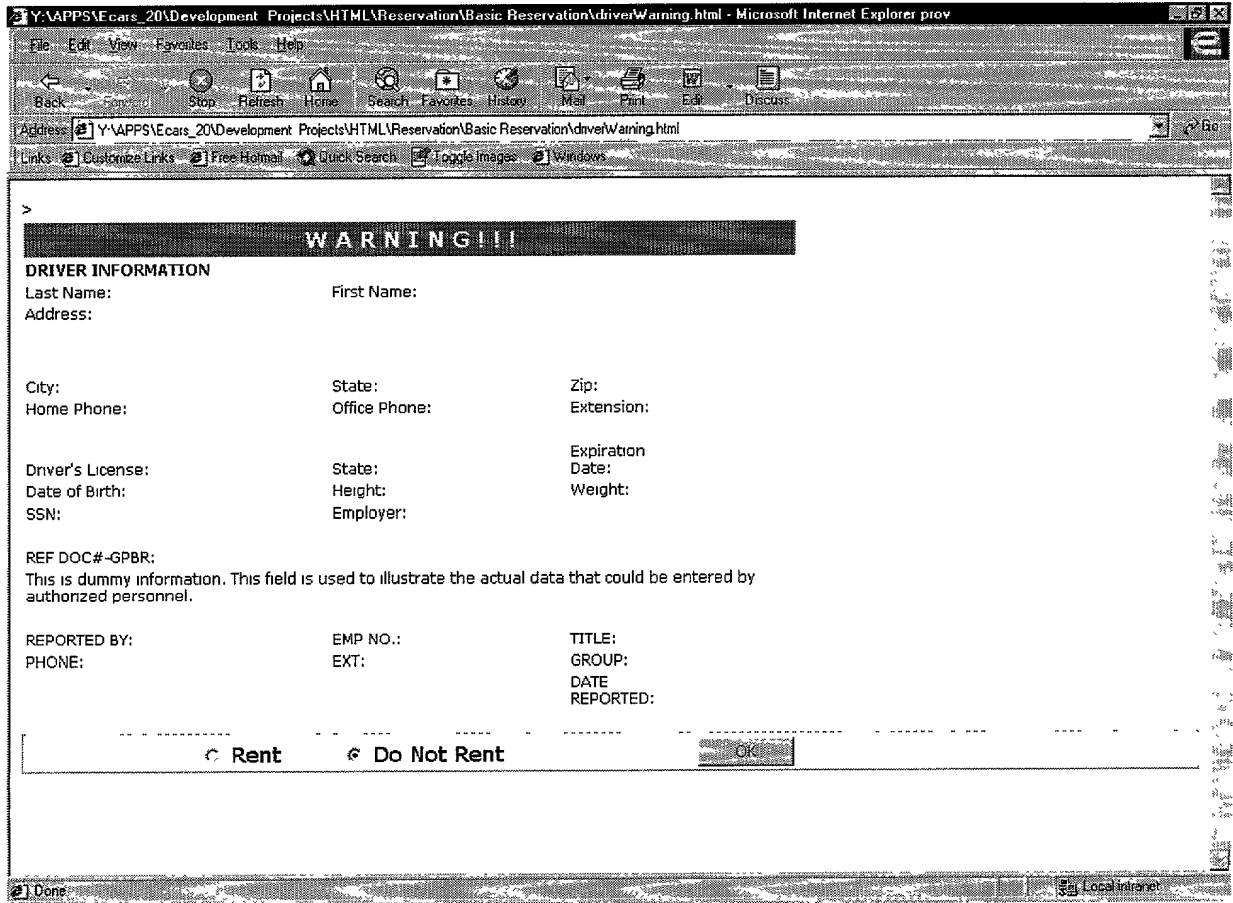 Y:\APPS\Ecars_20\Development Projects\HTML\Reservation\Basic Reservation\driverWarning.html - Microsoft Internet Explorer prov
File Edit View Favorites Tools Help
Back Forward Stop Refresh Home Search Favorites History Mail Print Edit Discuss
Address Y:\APPS\Ecars_20\Development Projects\HTML\Reservation\Basic Reservation\driverWarning.html Go
Links Customize Links Free Hotmail Quick Search Toggle Images Windows
>
WARNING!!!
DRIVER INFORMATION
Last Name: First Name:
Address:
City: State: Zip:
Home Phone: Office Phone: Extension:
Expiration
Driver's License: State: Date:
Date of Birth: Height: Weight:
SSN: Employer:
REF DOC#-GPBR:
This is dummy information. This field is used to illustrate the actual data that could be entered by
authorized personnel.
REPORTED BY: EMP NO.: TITLE:
PHONE: EXT: GROUP:
DATE
REPORTED:
Rent Do Not Rent OK
Done Local intranet